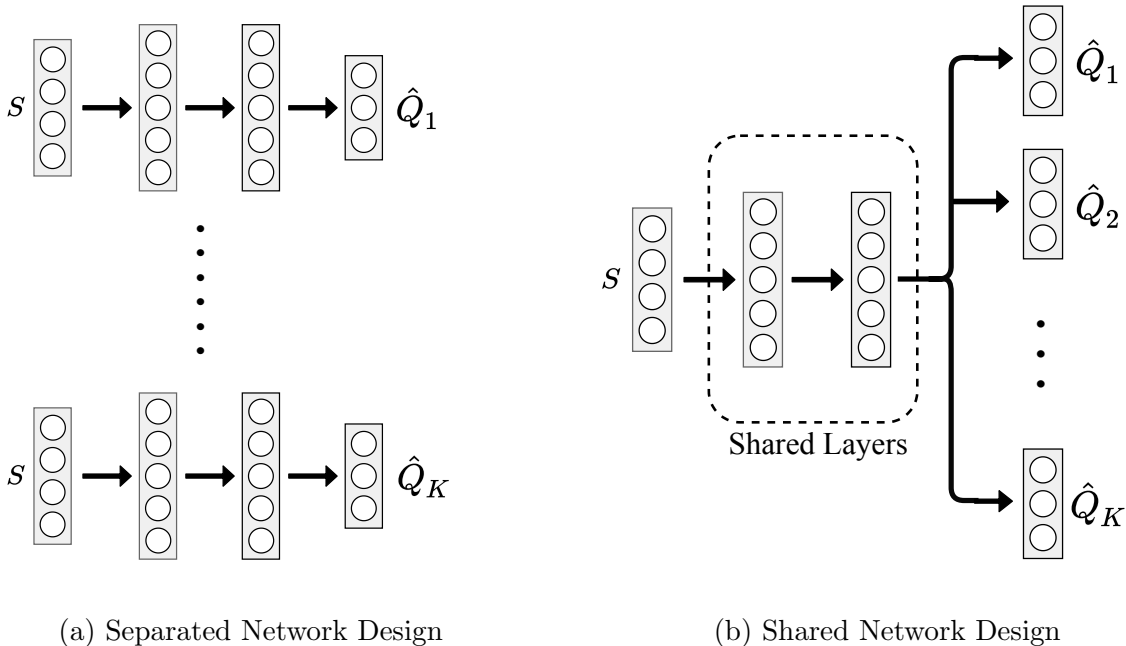 S
Q̂1
S
Q̂K
(a) Separated Network Design
S
Shared Layers
Q̂1
Q̂2
Q̂K
(b) Shared Network Design